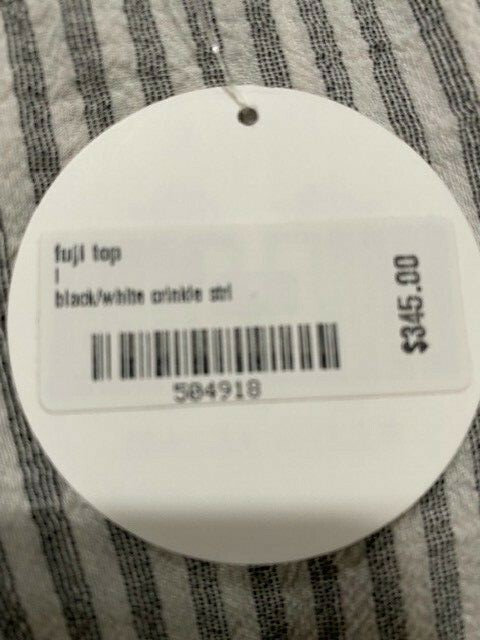 fuji top
l
black/white crinkle stri
$345.00
504918